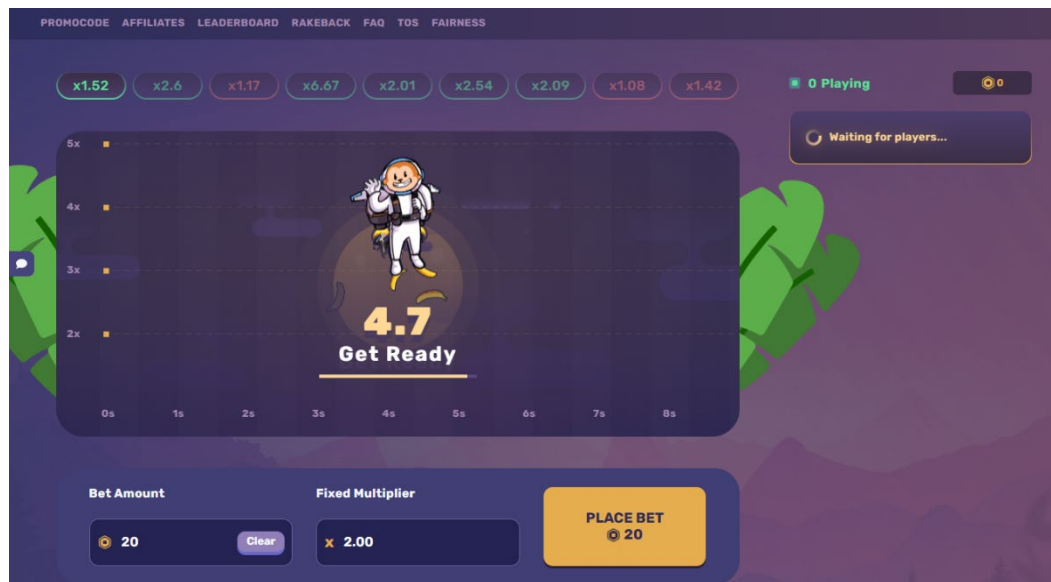 PROMOCODE AFFILIATES LEADERBOARD RAKEBACK FAQ TOS FAIRNESS
x1.52 x2.6 x1.17 x6.67 x2.01 x2.54 x2.09 x1.08 x1.42
0 Playing 0
Waiting for players...
5x
4x
3x
2x
4.7
Get Ready
0s 1s 2s 3s 4s 5s 6s 7s 8s
Bet Amount Fixed Multiplier
20 Clear x 2.00
PLACE BET
20